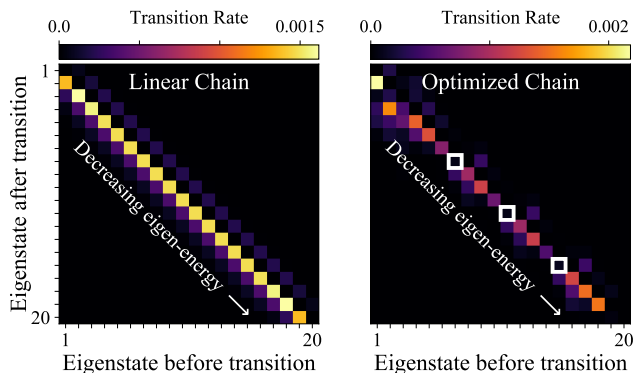 Transition Rate
0.0 0.0015
Linear Chain
Decreasing eigen-energy
Eigenstate after transition
1
20
1 20
Eigenstate before transition
Transition Rate
0.0 0.002
Optimized Chain
Decreasing eigen-energy
1 20
Eigenstate before transition